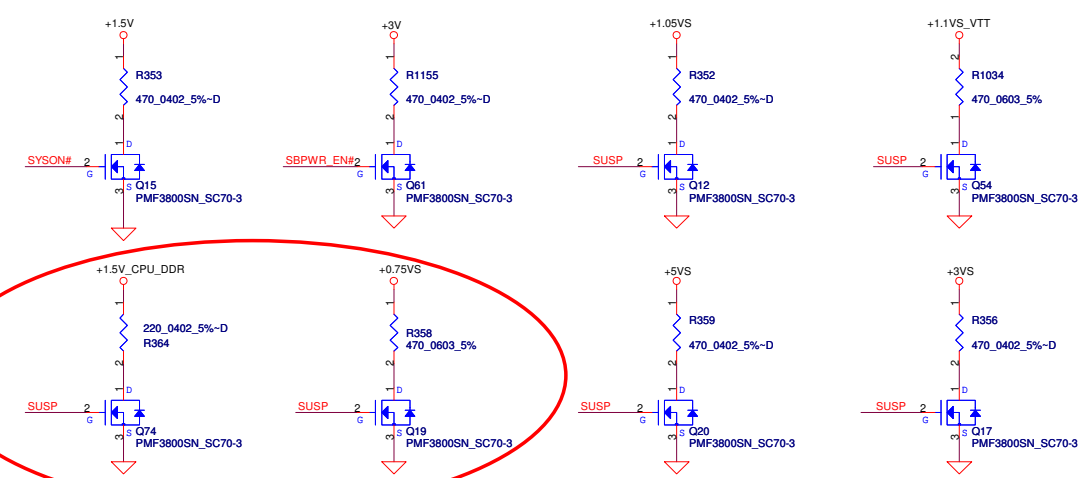 +1.5V
1
R353
470_0402_5%~D
2
1
D
SYSON#
2
G
3
S
Q15
PMF3800SN_SC70-3
+3V
1
R1155
470_0402_5%~D
2
1
D
SBPWR_EN#
2
G
3
S
Q61
PMF3800SN_SC70-3
+1.05VS
1
R352
470_0402_5%~D
2
1
D
SUSP
2
G
3
S
Q12
PMF3800SN_SC70-3
+1.1VS_VTT
2
R1034
470_0603_5%
1
1
D
SUSP
2
G
3
S
Q54
PMF3800SN_SC70-3
+1.5V_CPU_DDR
1
220_0402_5%~D
R364
2
1
D
SUSP
2
G
3
S
Q74
PMF3800SN_SC70-3
+0.75VS
1
R358
470_0603_5%
2
1
D
SUSP
2
G
3
S
Q19
PMF3800SN_SC70-3
+5VS
1
R359
470_0402_5%~D
2
1
D
SUSP
2
G
3
S
Q20
PMF3800SN_SC70-3
+3VS
1
R356
470_0402_5%~D
2
1
D
SUSP
2
G
3
S
Q17
PMF3800SN_SC70-3